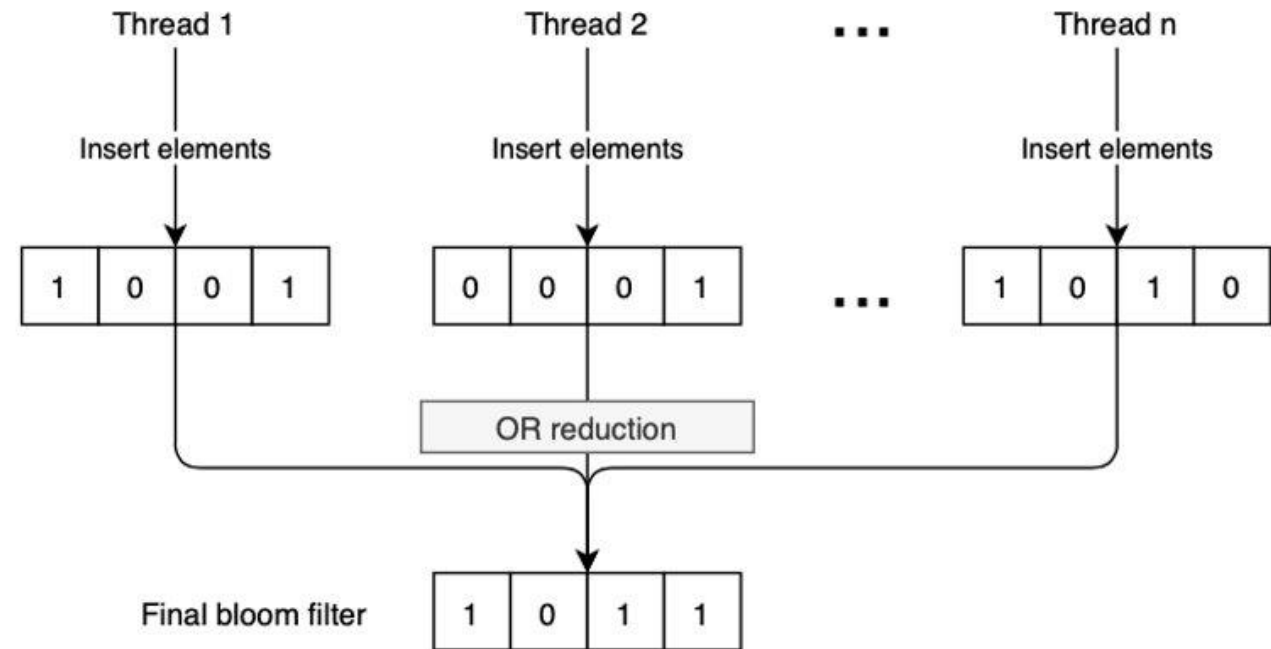 Thread 1 Thread 2 ... Thread n
Insert elements Insert elements Insert elements
1 0 0 1 0 0 0 1 ... 1 0 1 0
OR reduction
Final bloom filter 1 0 1 1